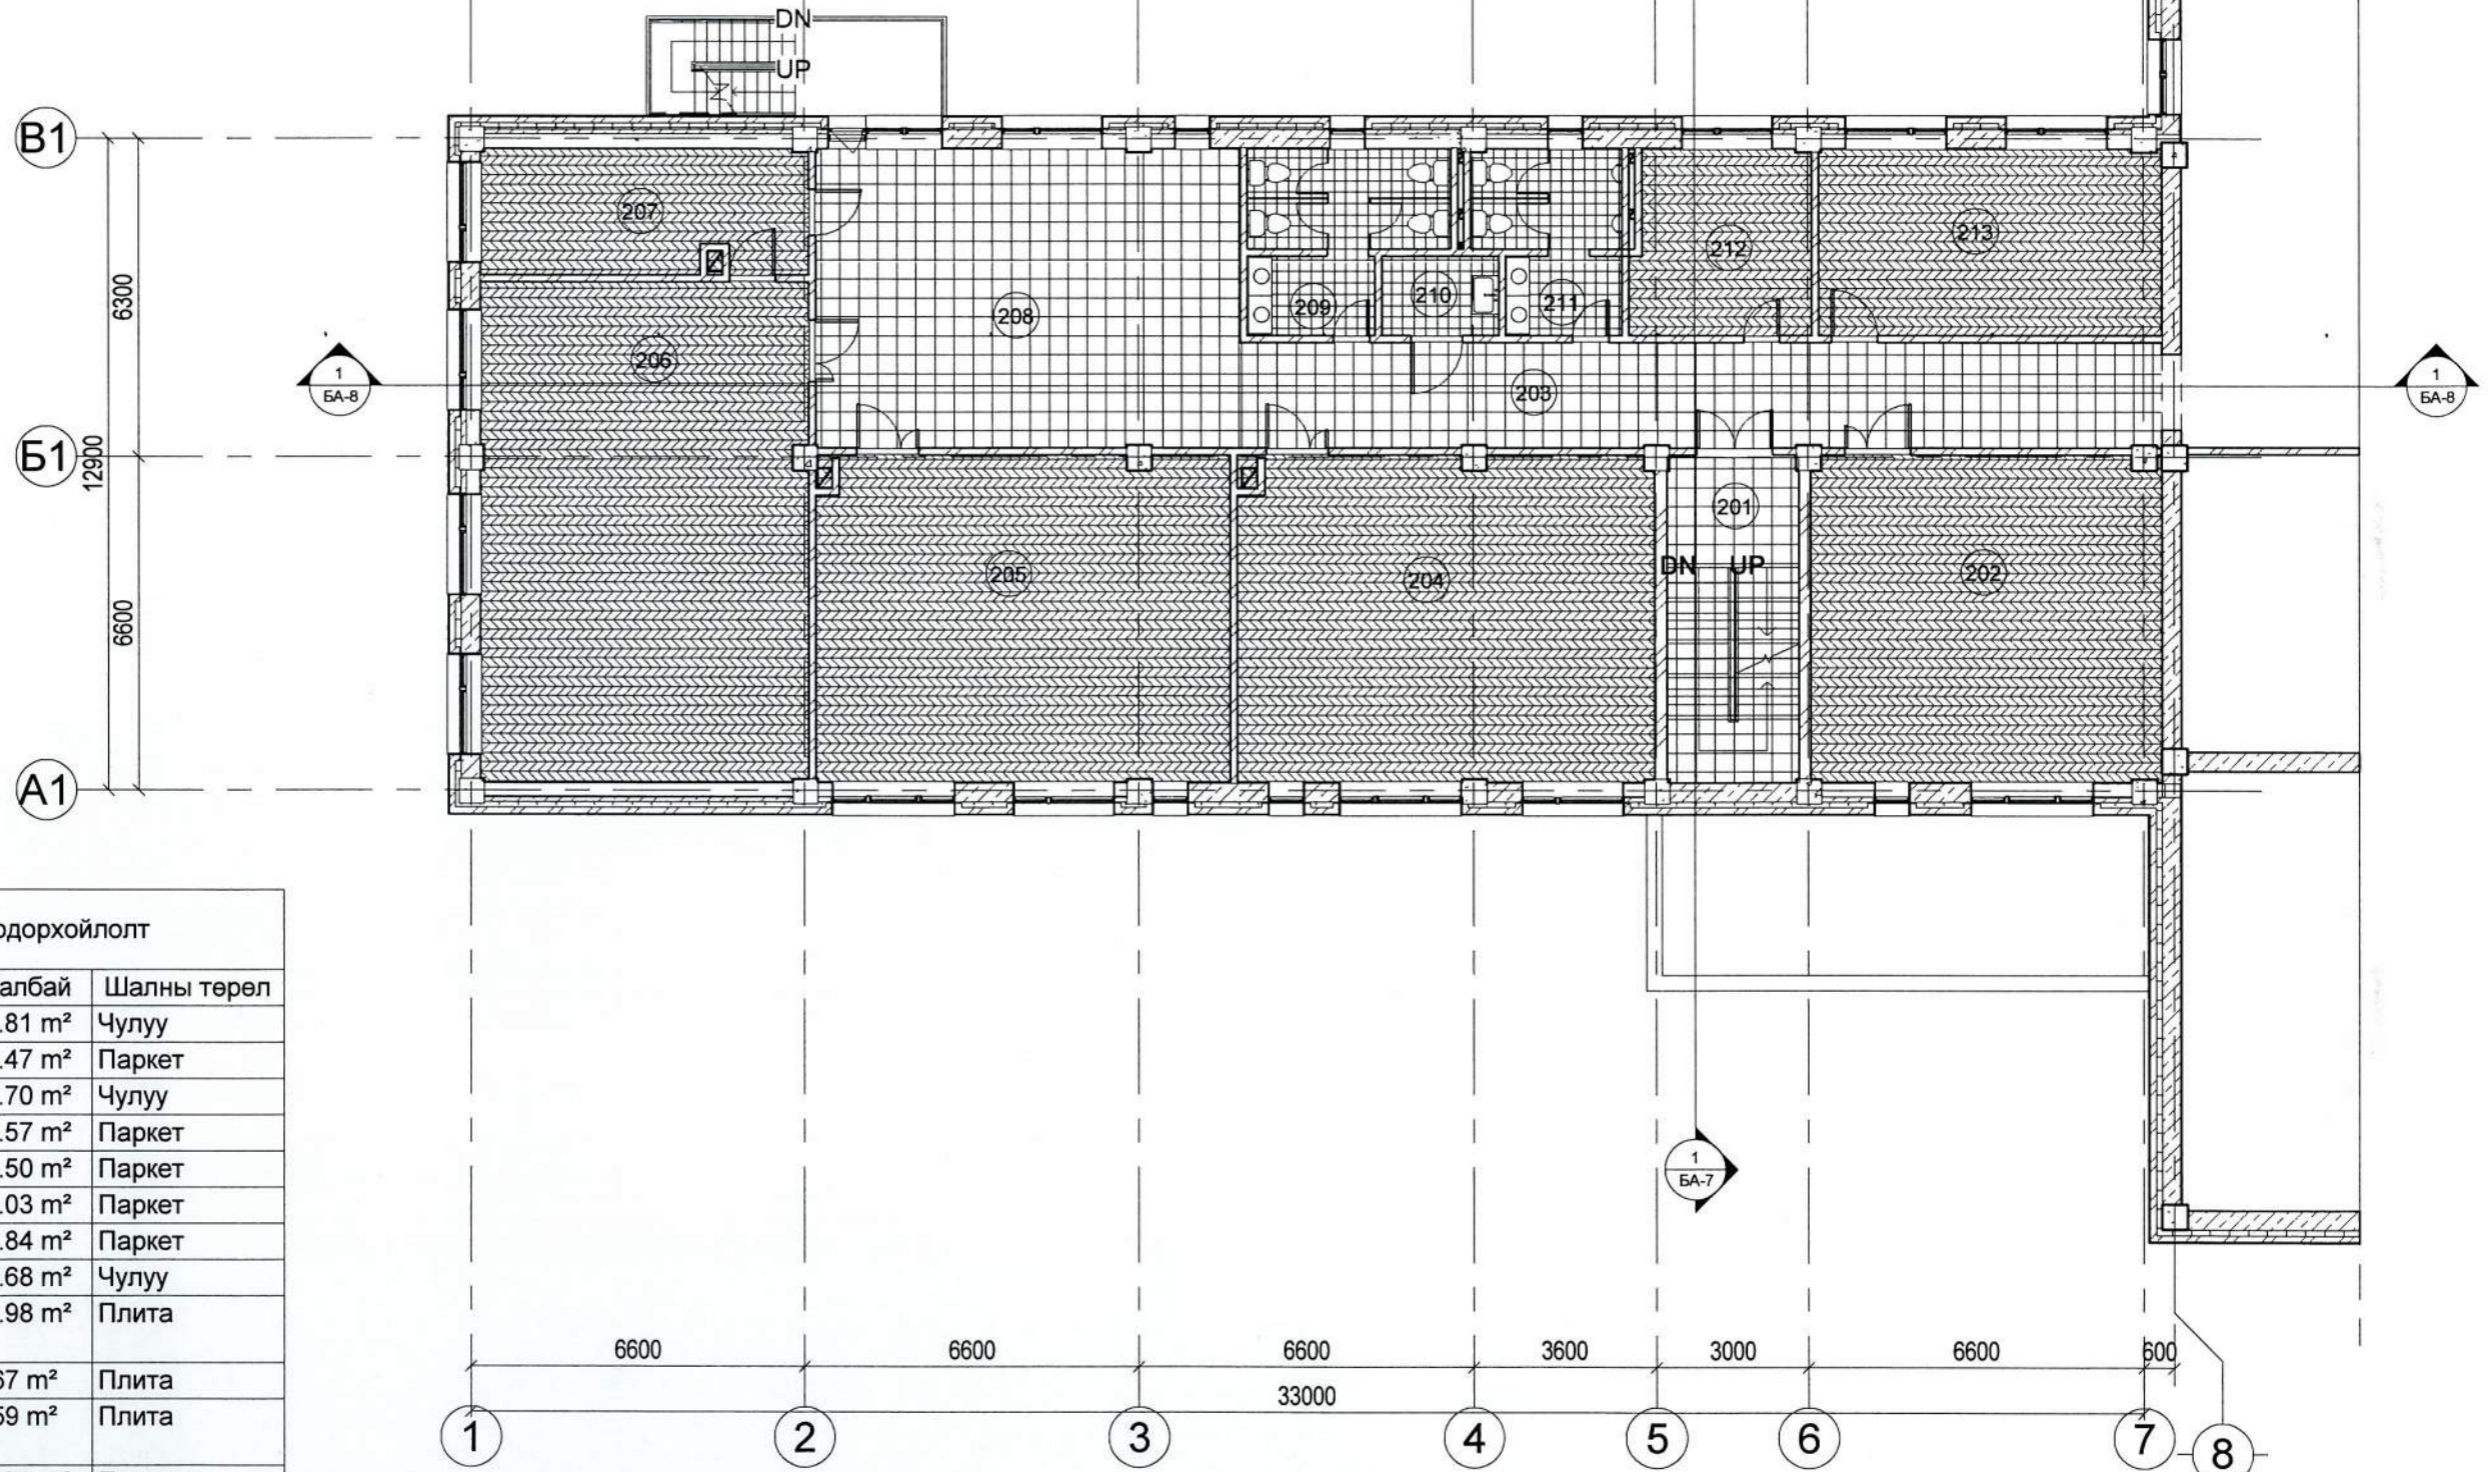 DN
UP
В1
207
212
213
6300
208
209
210
211
206
1
БА-8
203
1
БА-8
Б1
12900
201
205
204
DN UP
202
6600
А1
одорхойлолт
албай Шалны төрөл
.81 m² Чулуу
.47 m² Паркет
.70 m² Чулуу
.57 m² Паркет
.50 m² Паркет
.03 m² Паркет
.84 m² Паркет
.68 m² Чулуу
.98 m² Плита
67 m² Плита
59 m² Плита
1
БА-7
6600 6600 6600 3600 3000 6600 600
33000
1 2 3 4 5 6 7 8